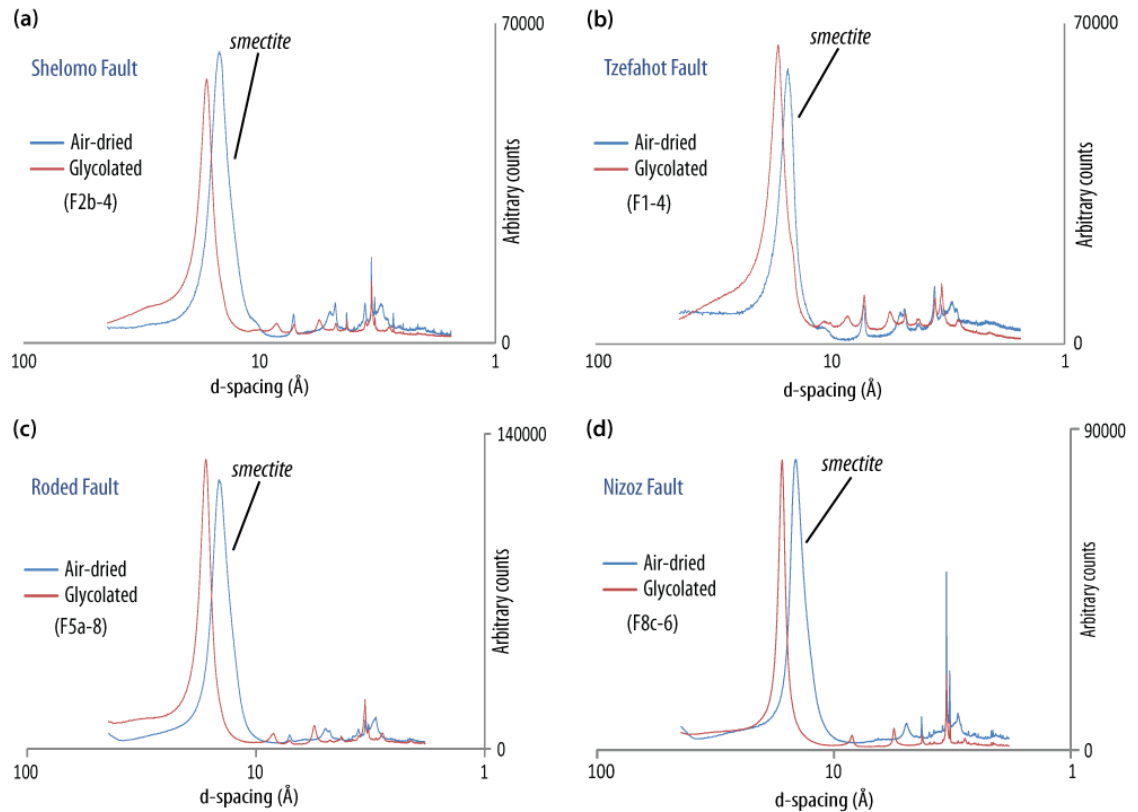 (a)
70000
smectite
Shelomo Fault
Air-dried
Glycolated
(F2b-4)
Arbitrary counts
0
100
10
1
d-spacing (Å)
(b)
70000
smectite
Tzefahot Fault
Air-dried
Glycolated
(F1-4)
Arbitrary counts
0
100
10
1
d-spacing (Å)
(c)
140000
smectite
Roded Fault
Air-dried
Glycolated
(F5a-8)
Arbitrary counts
0
100
10
1
d-spacing (Å)
(d)
90000
smectite
Nizoz Fault
Air-dried
Glycolated
(F8c-6)
Arbitrary counts
0
100
10
1
d-spacing (Å)